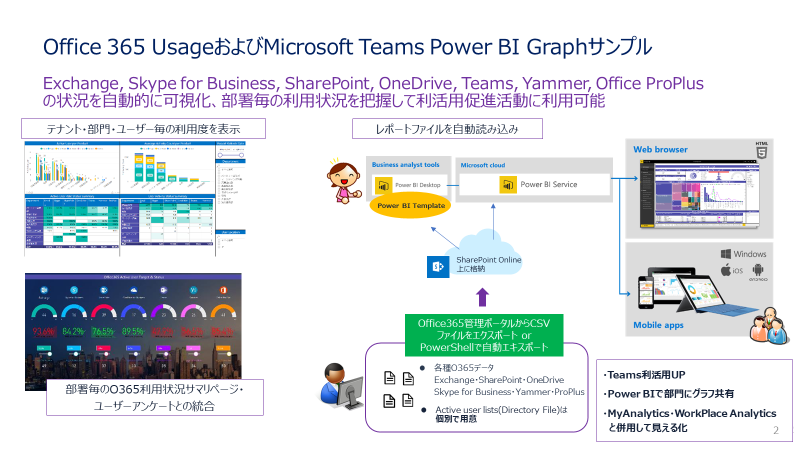 Office 365 UsageおよびMicrosoft Teams Power BI Graphサンプル
Exchange, Skype for Business, SharePoint, OneDrive, Teams, Yammer, Office ProPlus
の状況を自動的に可視化、部署毎の利用状況を把握して利活用促進活動に利用可能
テナント・部門・ユーザー毎の利用度を表示
レポートファイルを自動読み込み
Business analyst tools
Power BI Desktop
Power BI Template
Microsoft cloud
Power BI Service
Web browser
HTML
5
Windows
iOS
ANDROID
Mobile apps
SharePoint Online
上に格納
Office365管理ポータルからCSV
ファイルをエクスポート or
PowerShellで自動エキスポート
● 各種O365データ
Exchange・SharePoint・OneDrive
Skype for Business・Yammer・ProPlus
● Active user lists(Directory File)は
個別で用意
84.2%
76.5%
89.5%
部署毎のO365利用状況サマリページ・
ユーザーアンケートとの統合
・Teams利活用UP
・Power BIで部門にグラフ共有
・MyAnalytics・WorkPlace Analytics
と併用して見える化
2